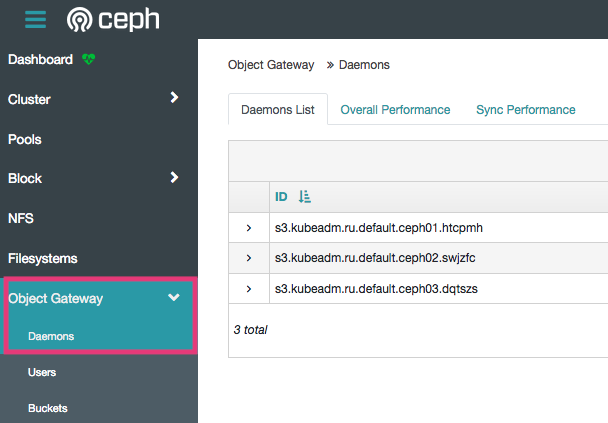 ceph
Dashboard
Cluster
Pools
Block
NFS
Filesystems
Object Gateway
Daemons
Users
Buckets
Object Gateway » Daemons
Daemons List Overall Performance Sync Performance
ID
s3.kubeadm.ru.default.ceph01.htcpmh
s3.kubeadm.ru.default.ceph02.swjzfc
s3.kubeadm.ru.default.ceph03.dqtszs
3 total